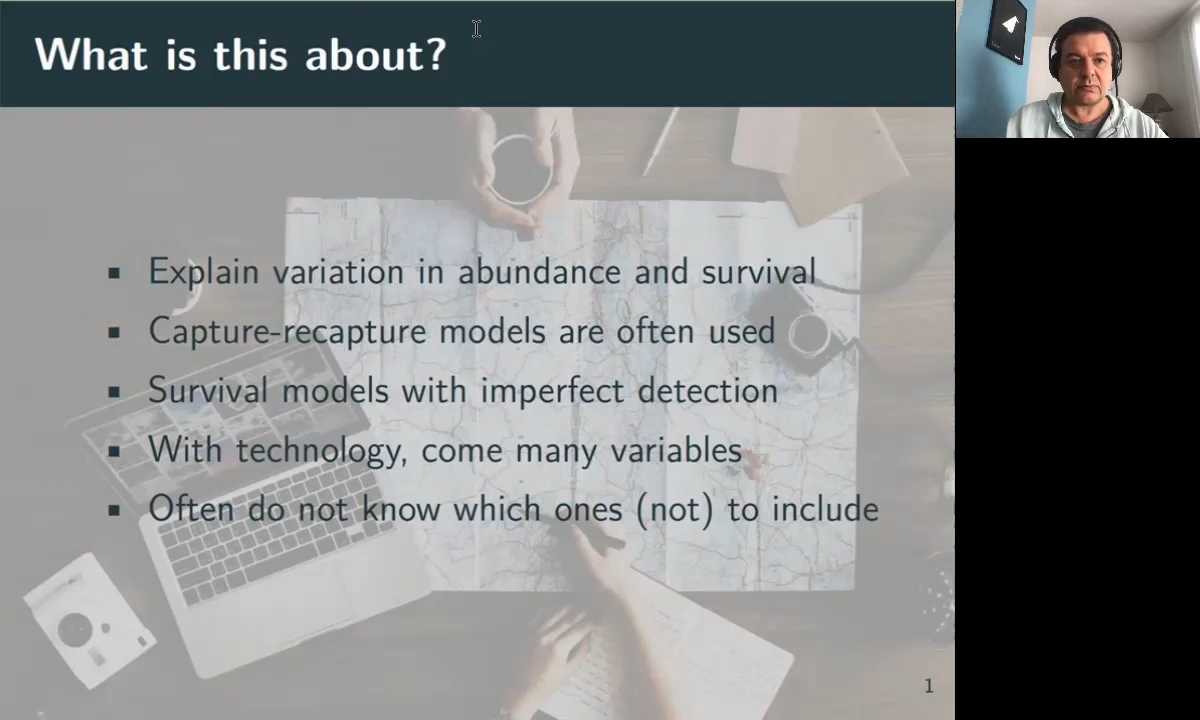 What is this about?
Explain variation in abundance and survival
Capture-recapture models are often used
Survival models with imperfect detection
With technology, come many variables
Often do not know which ones (not) to include
1